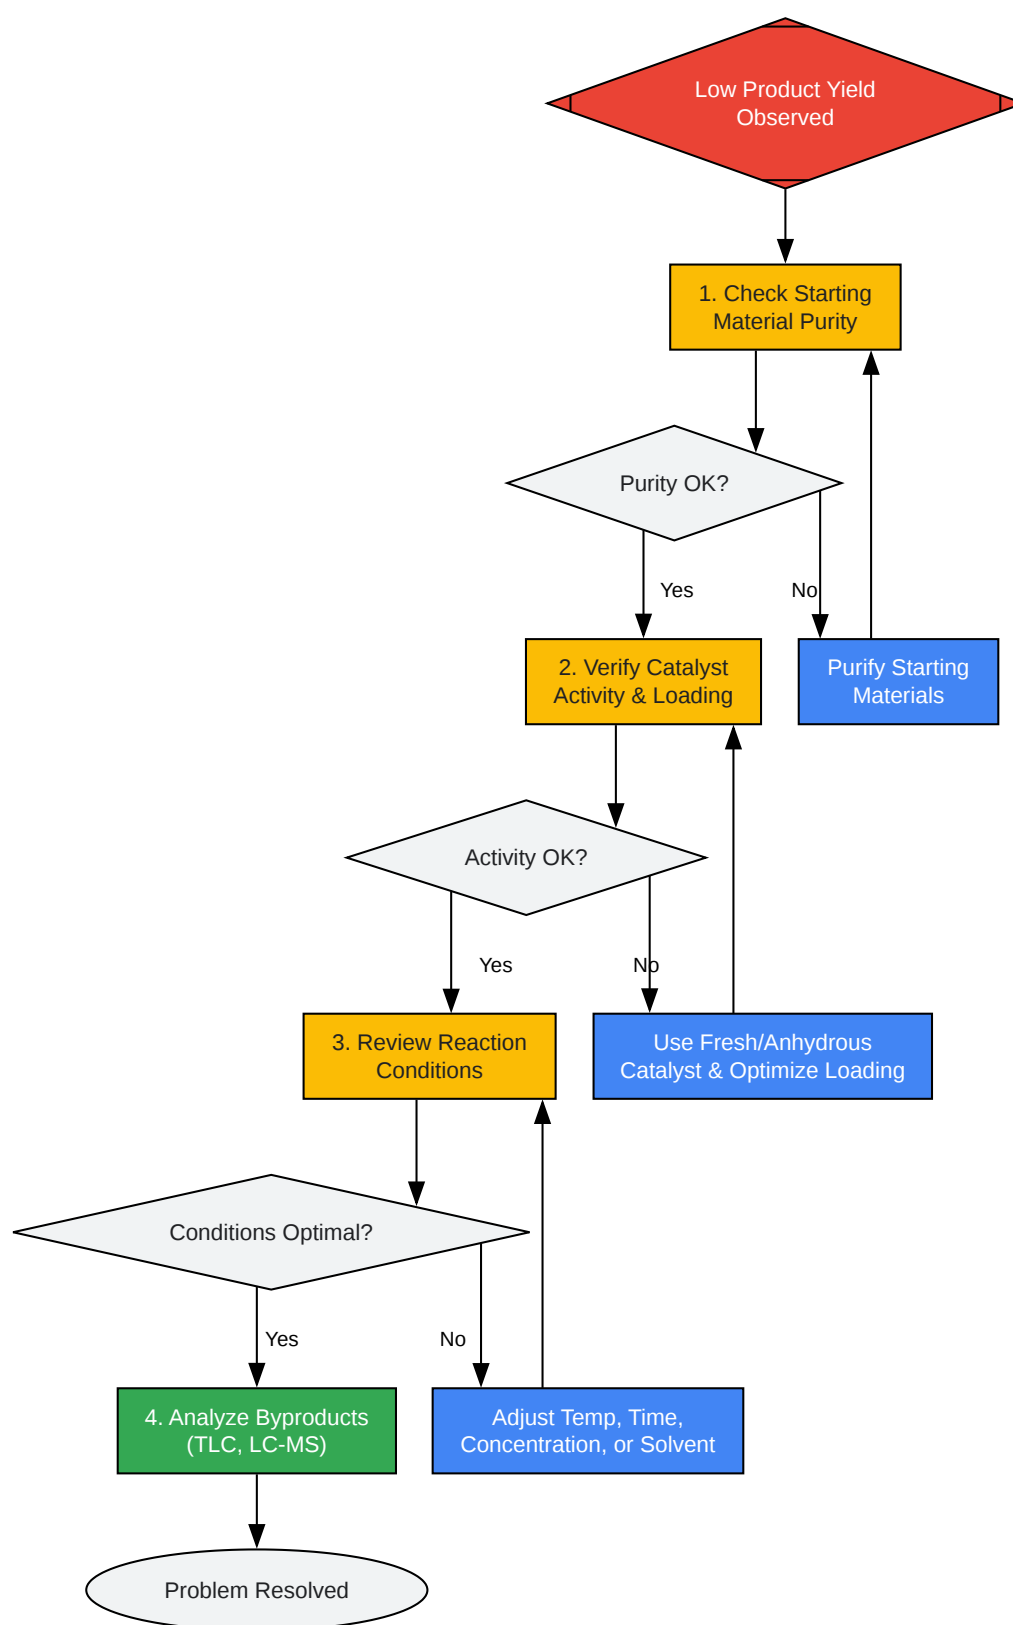 Low Product Yield
Observed
1. Check Starting
Material Purity
Purity OK?
Yes
No
2. Verify Catalyst
Activity & Loading
Purify Starting
Materials
Activity OK?
Yes
No
3. Review Reaction
Conditions
Use Fresh/Anhydrous
Catalyst & Optimize Loading
Conditions Optimal?
Yes
No
4. Analyze Byproducts
(TLC, LC-MS)
Adjust Temp, Time,
Concentration, or Solvent
Problem Resolved